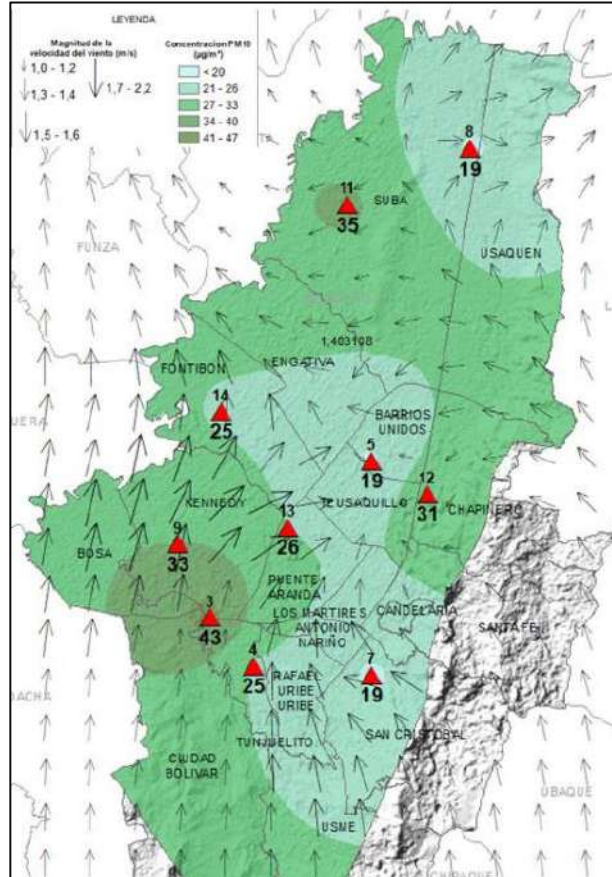 LEYENDA
Magnitud de la
velocidad del viento (m/s)
1,0 - 1,2
1,3 - 1,4
1,5 - 1,6
1,7 - 2,2
Concentracion PM10
(µg/m³)
< 20
21 - 26
27 - 33
34 - 40
41 - 47
8
19
11
35
SUBA
USAQUEN
FUNZA
1,403108
ENGATIVA
FONTIBON
14
25
BARRIOS
UNIDOS
5
19
12
31
CHAPINERO
KENNEDY
TEUSAQUILLO
13
26
9
33
BOSA
PUENTE
ARANDA
LOS MARTIRES
ANTONIO
NARIÑO
CANDELARIA
SANTA FE
3
43
4
25
7
19
RAFAEL
URIBE
URIBE
TUNJUELITO
SAN CRISTOBAL
CIUDAD
BOLIVAR
USME
UBAQUE